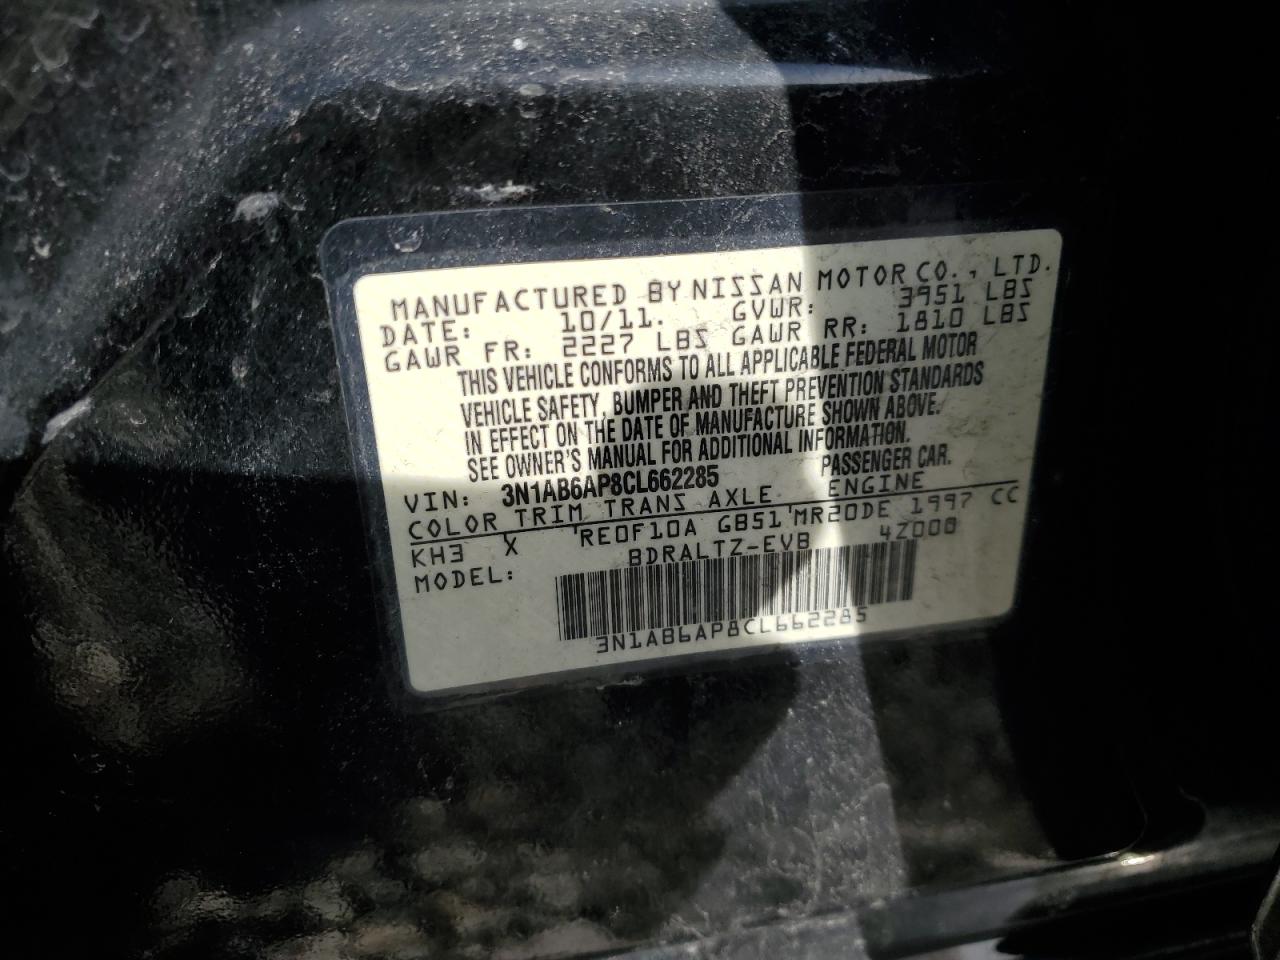 MANUFACTURED BY NISSAN MOTOR CO., LTD.
DATE: 10/11. GVWR: 3951 LBS
GAWR FR: 2227 LBS GAWR RR: 1810 LBS
THIS VEHICLE CONFORMS TO ALL APPLICABLE FEDERAL MOTOR
VEHICLE SAFETY, BUMPER AND THEFT PREVENTION STANDARDS
IN EFFECT ON THE DATE OF MANUFACTURE SHOWN ABOVE.
SEE OWNER'S MANUAL FOR ADDITIONAL INFORMATION.
VIN: 3N1AB6AP8CL662285 PASSENGER CAR.
COLOR TRIM TRANS AXLE ENGINE
KH3 X RE0F10A GB51 MR20DE 1997 CC
MODEL: BDRALTZ-EVB 4Z000
3N1AB6AP8CL662285